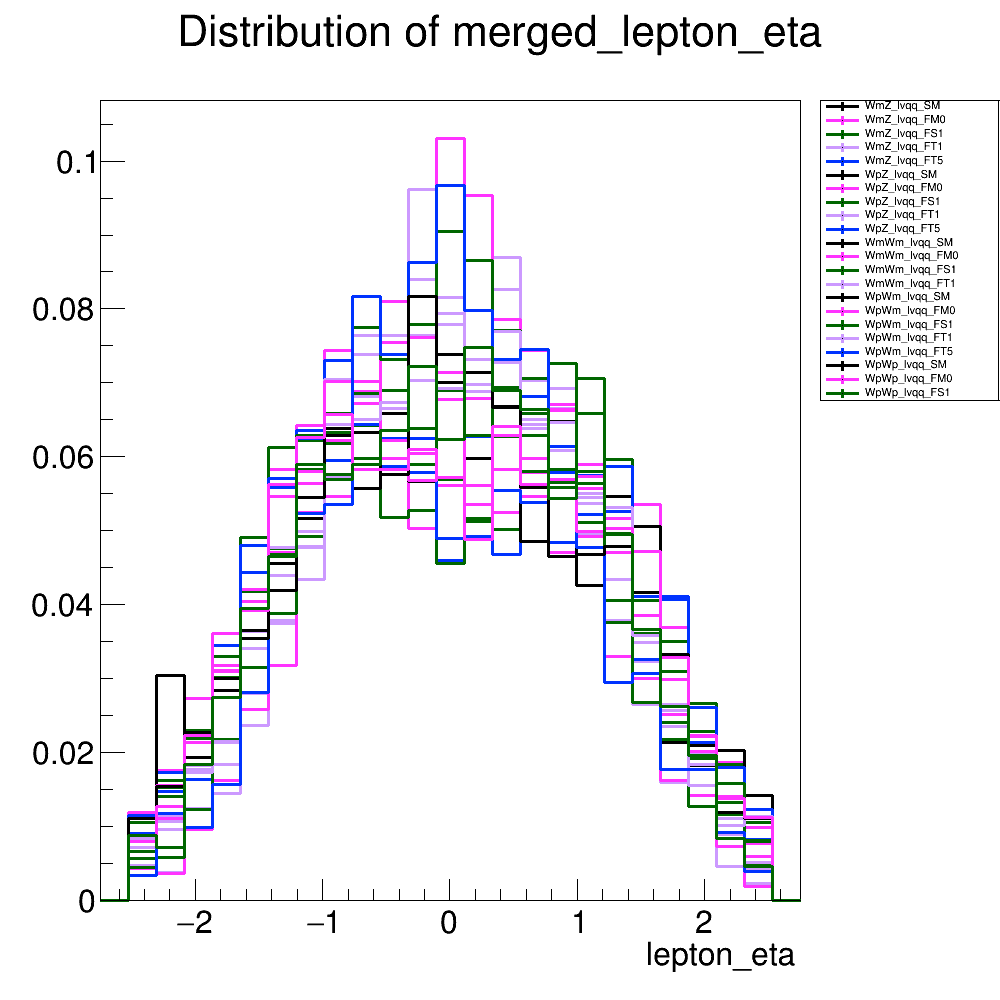 Distribution of merged_lepton_eta
WmZ_lvqq_SM
WmZ_lvqq_FM0
WmZ_lvqq_FS1
WmZ_lvqq_FT1
WmZ_lvqq_FT5
WpZ_lvqq_SM
WpZ_lvqq_FM0
WpZ_lvqq_FS1
WpZ_lvqq_FT1
WpZ_lvqq_FT5
WmWm_lvqq_SM
WmWm_lvqq_FM0
WmWm_lvqq_FS1
WmWm_lvqq_FT1
WpWm_lvqq_SM
WpWm_lvqq_FM0
WpWm_lvqq_FS1
WpWm_lvqq_FT1
WpWm_lvqq_FT5
WpWp_lvqq_SM
WpWp_lvqq_FM0
WpWp_lvqq_FS1
0.1
0.08
0.06
0.04
0.02
0
−2 −1 0 1 2
lepton_eta